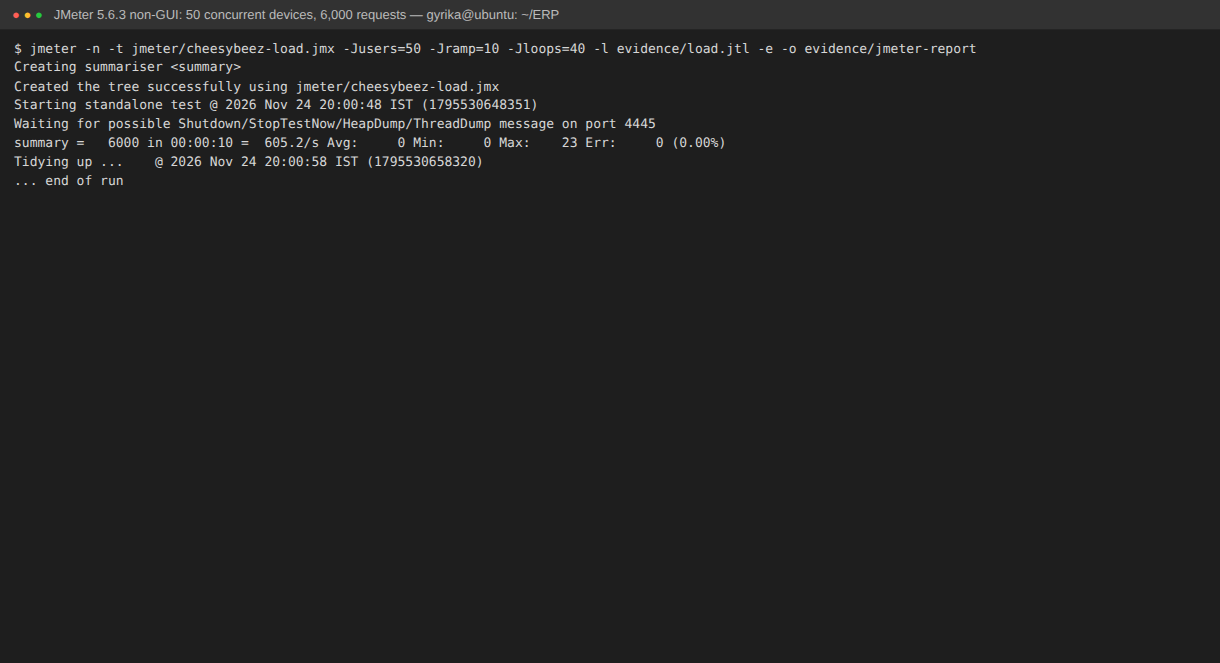 JMeter 5.6.3 non-GUI: 50 concurrent devices, 6,000 requests — gyrika@ubuntu: ~/ERP
$ jmeter -n -t jmeter/cheesybeez-load.jmx -Jusers=50 -Jramp=10 -Jloops=40 -l evidence/load.jtl -e -o evidence/jmeter-report
Creating summariser <summary>
Created the tree successfully using jmeter/cheesybeez-load.jmx
Starting standalone test @ 2026 Nov 24 20:00:48 IST (1795530648351)
Waiting for possible Shutdown/StopTestNow/HeapDump/ThreadDump message on port 4445
summary =   6000 in 00:00:10 =  605.2/s Avg:     0 Min:     0 Max:    23 Err:     0 (0.00%)
Tidying up ...    @ 2026 Nov 24 20:00:58 IST (1795530658320)
... end of run